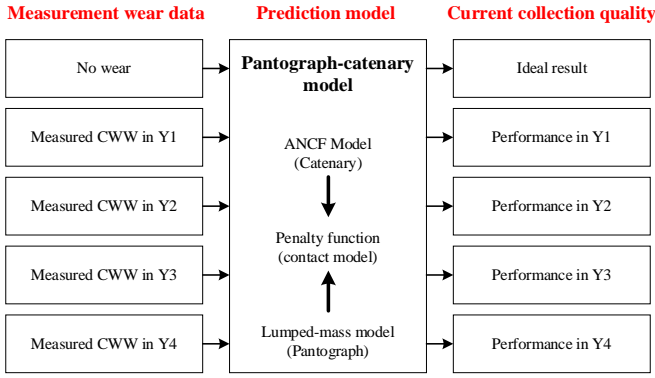 Measurement wear data
Prediction model
Current collection quality
No wear
Measured CWW in Y1
Measured CWW in Y2
Measured CWW in Y3
Measured CWW in Y4
Pantograph-catenary
model
ANCF Model
(Catenary)
Penalty function
(contact model)
Lumped-mass model
(Pantograph)
Ideal result
Performance in Y1
Performance in Y2
Performance in Y3
Performance in Y4